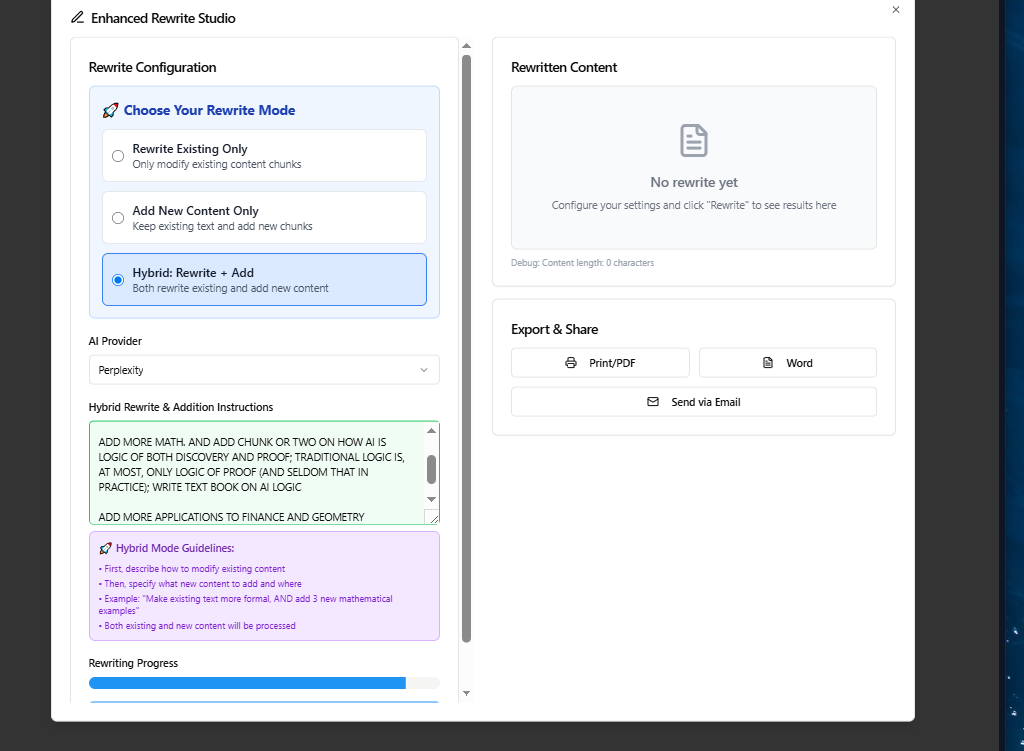 Enhanced Rewrite Studio
Rewrite Configuration
Choose Your Rewrite Mode
Rewrite Existing Only
Only modify existing content chunks
Add New Content Only
Keep existing text and add new chunks
Hybrid: Rewrite + Add
Both rewrite existing and add new content
AI Provider
Perplexity
Hybrid Rewrite & Addition Instructions
ADD MORE MATH. AND ADD CHUNK OR TWO ON HOW AI IS
LOGIC OF BOTH DISCOVERY AND PROOF; TRADITIONAL LOGIC IS,
AT MOST, ONLY LOGIC OF PROOF (AND SELDOM THAT IN
PRACTICE); WRITE TEXT BOOK ON AI LOGIC
ADD MORE APPLICATIONS TO FINANCE AND GEOMETRY
Hybrid Mode Guidelines:
• First, describe how to modify existing content
• Then, specify what new content to add and where
• Example: "Make existing text more formal, AND add 3 new mathematical
examples"
• Both existing and new content will be processed
Rewriting Progress
Rewritten Content
No rewrite yet
Configure your settings and click "Rewrite" to see results here
Debug: Content length: 0 characters
Export & Share
Print/PDF
Word
Send via Email